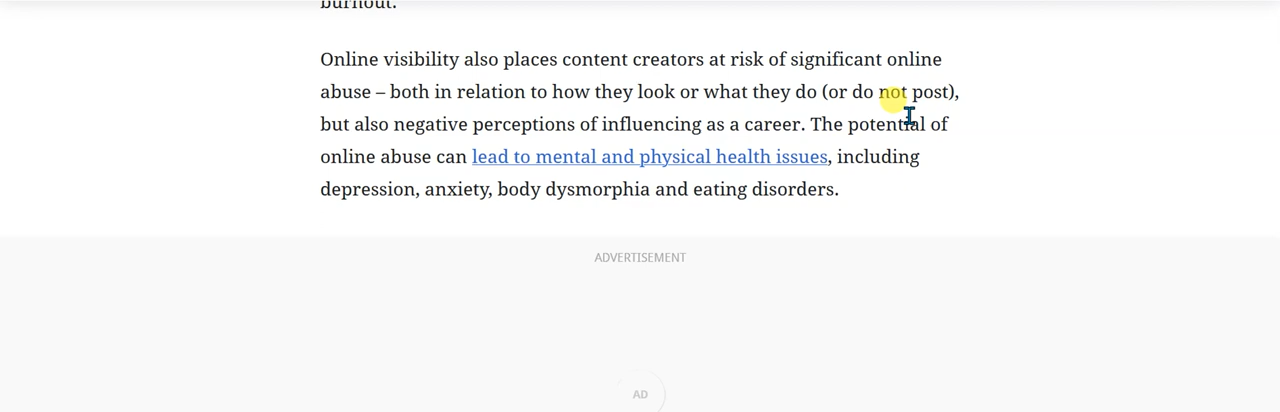 burnout.
Online visibility also places content creators at risk of significant online
abuse – both in relation to how they look or what they do (or do not post),
but also negative perceptions of influencing as a career. The potential of
online abuse can lead to mental and physical health issues, including
depression, anxiety, body dysmorphia and eating disorders.
ADVERTISEMENT
AD